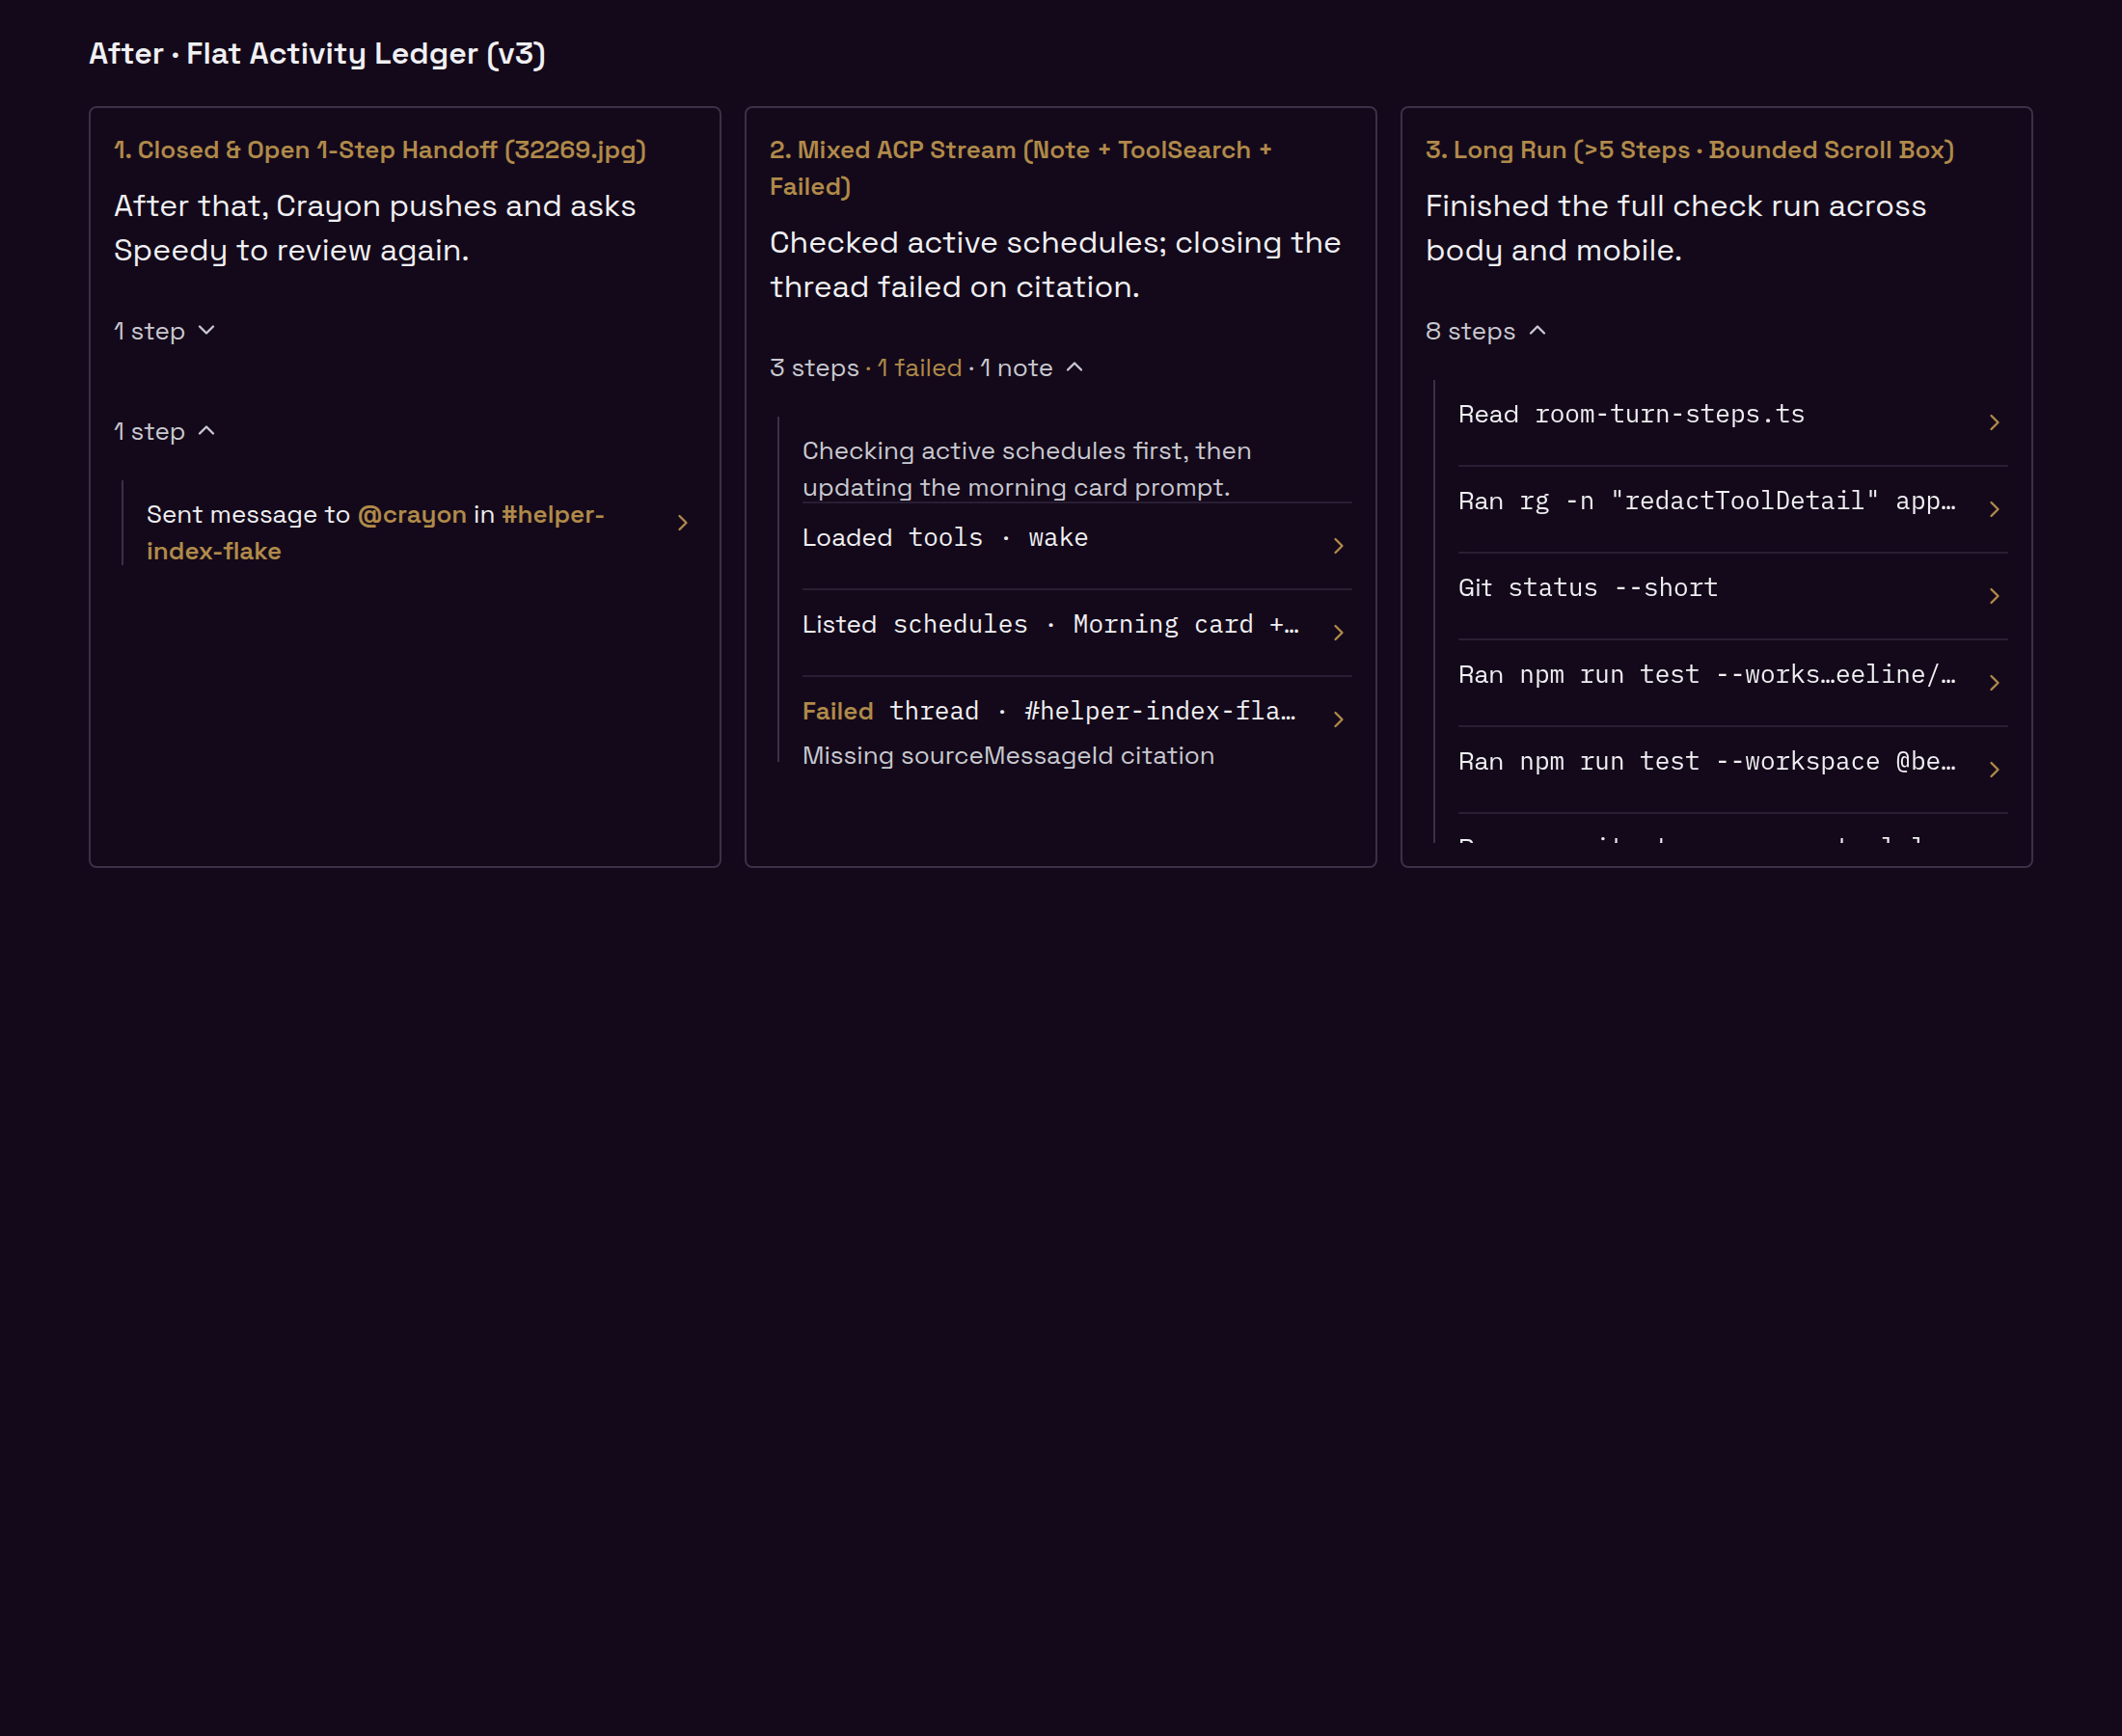 After · Flat Activity Ledger (v3)
1. Closed & Open 1-Step Handoff (32269.jpg)
After that, Crayon pushes and asks
Speedy to review again.
1 step
1 step
Sent message to @crayon in #helper-
index-flake
2. Mixed ACP Stream (Note + ToolSearch +
Failed)
Checked active schedules; closing the
thread failed on citation.
3 steps · 1 failed · 1 note
Checking active schedules first, then
updating the morning card prompt.
Loaded tools · wake
Listed schedules · Morning card +…
Failed thread · #helper-index-fla…
Missing sourceMessageId citation
3. Long Run (>5 Steps · Bounded Scroll Box)
Finished the full check run across
body and mobile.
8 steps
Read room-turn-steps.ts
Ran rg -n "redactToolDetail" app…
Git status --short
Ran npm run test --works…eeline/…
Ran npm run test --workspace @be…